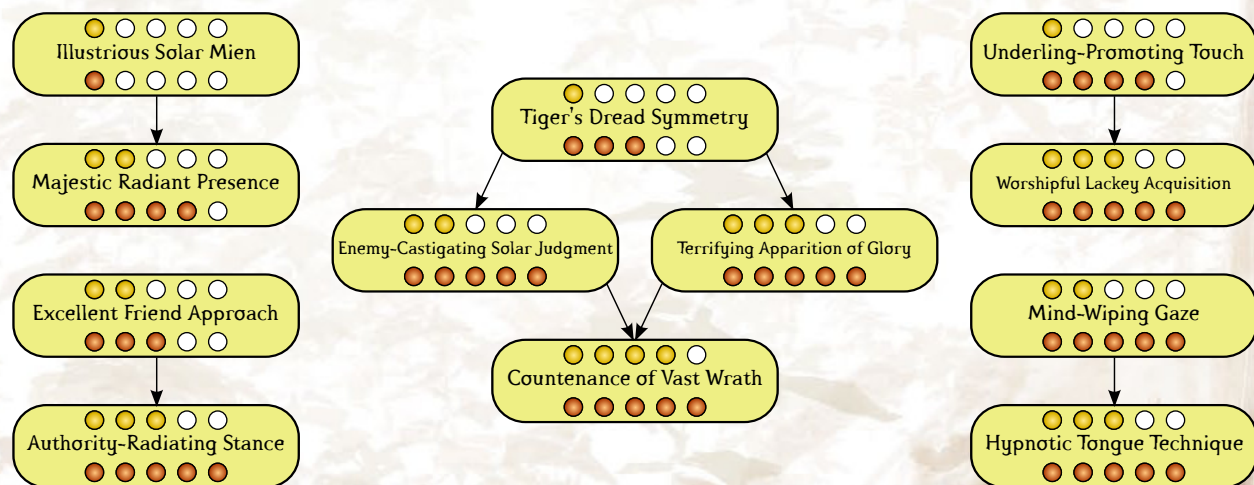 Illustrious Solar Mien
Majestic Radiant Presence
Excellent Friend Approach
Authority-Radiating Stance
Tiger's Dread Symmetry
Enemy-Castigating Solar Judgment
Terrifying Apparition of Glory
Countenance of Vast Wrath
Underling-Promoting Touch
Worshipful Lackey Acquisition
Mind-Wiping Gaze
Hypnotic Tongue Technique